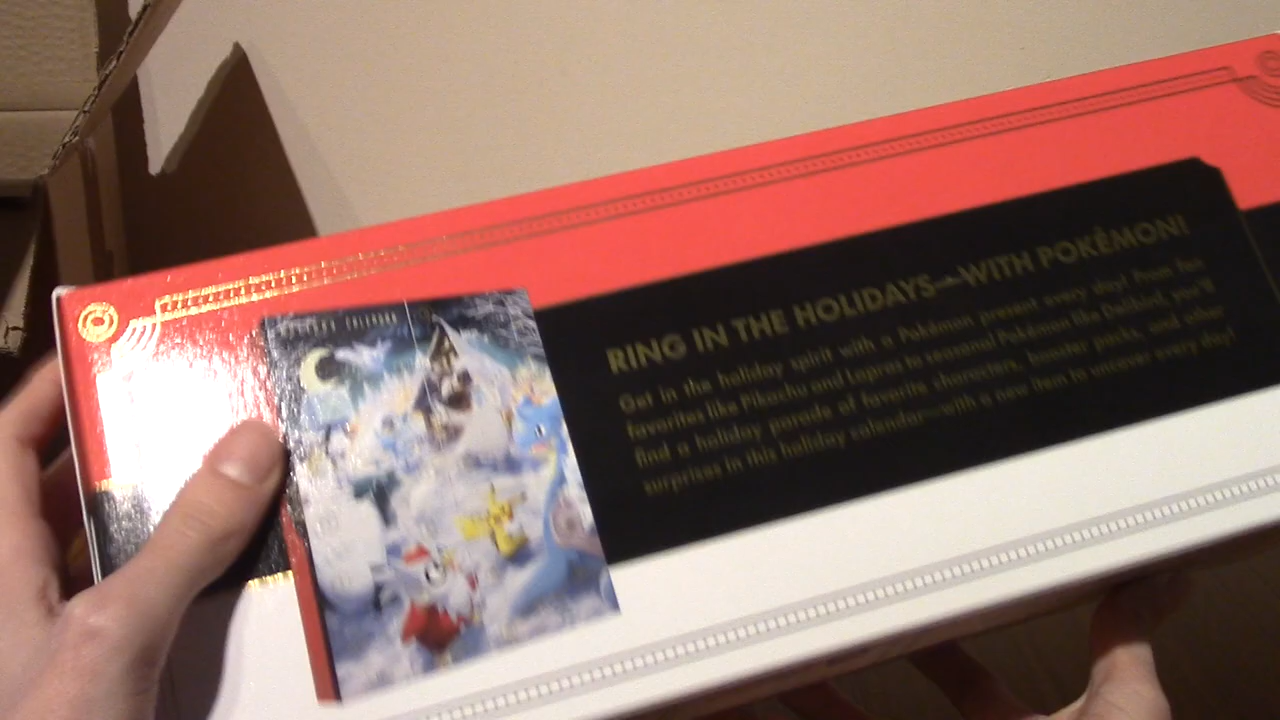 RING IN THE HOLIDAYS—WITH POKÉMON!
Get in the holiday spirit with a Pokémon present every day! From fan
favorites like Pikachu and Lapras to seasonal Pokémon like Delibird, you'll
find a holiday parade of favorite characters, booster packs, and other
surprises in this holiday calendar—with a new item to uncover every day!